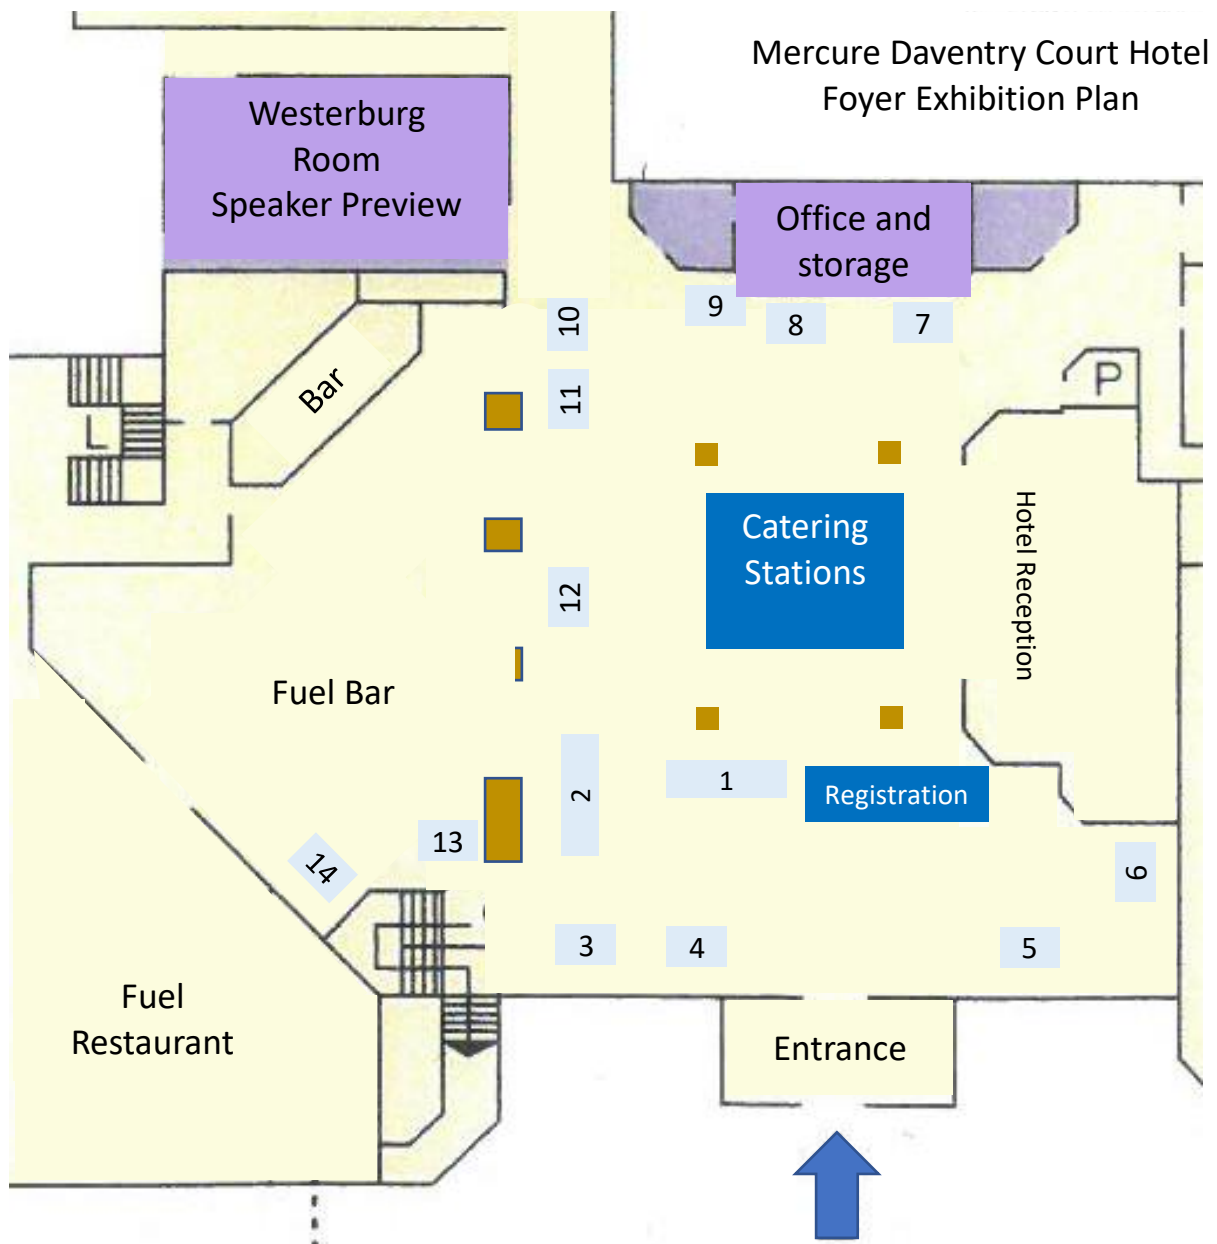 Mercure Daventry Court Hotel
Foyer Exhibition Plan
Westerburg
Room
Speaker Preview
Office and
storage
9
8
7
10
11
Bar
P
L
Catering
Stations
Hotel Reception
12
Fuel Bar
1
2
Registration
13
14
6
3
4
5
Fuel
Restaurant
Entrance